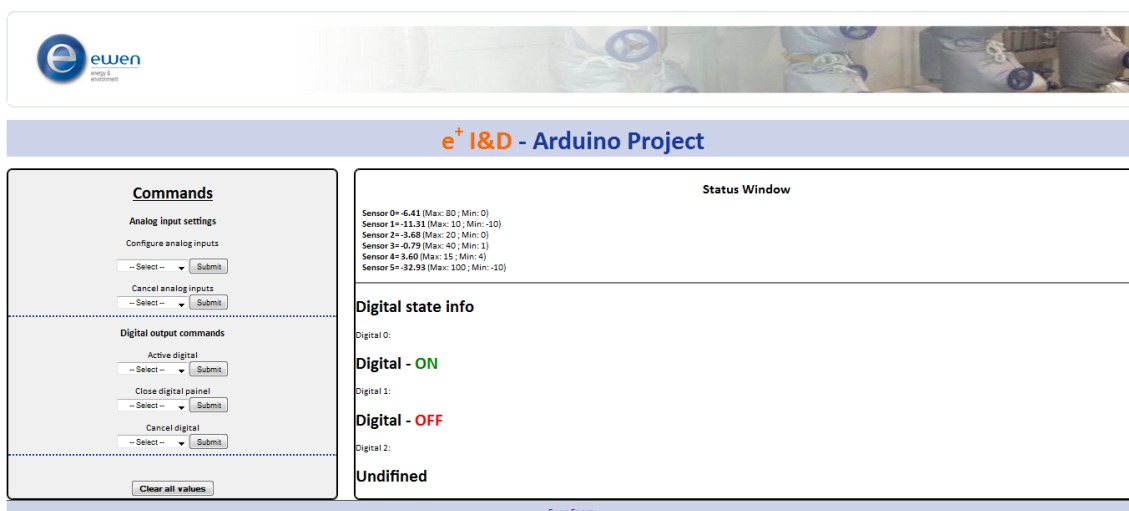 ewen
energy &
environment
e+ I&D - Arduino Project
Commands
Analog input settings
Configure analog inputs
-- Select -- Submit
Cancel analog inputs
-- Select -- Submit
Digital output commands
Active digital
-- Select -- Submit
Close digital painel
-- Select -- Submit
Cancel digital
-- Select -- Submit
Clear all values
Status Window
Sensor 0= -6.41 (Max: 80 ; Min: 0)
Sensor 1= -11.31 (Max: 10 ; Min: -10)
Sensor 2= -3.68 (Max: 20 ; Min: 0)
Sensor 3= -0.79 (Max: 40 ; Min: 1)
Sensor 4= 3.60 (Max: 15 ; Min: 4)
Sensor 5= -32.93 (Max: 100 ; Min: -10)
Digital state info
Digital 0:
Digital - ON
Digital 1:
Digital - OFF
Digital 2:
Undifined